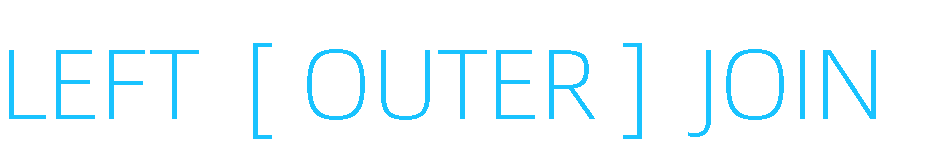 LEFT [ OUTER ] JOIN